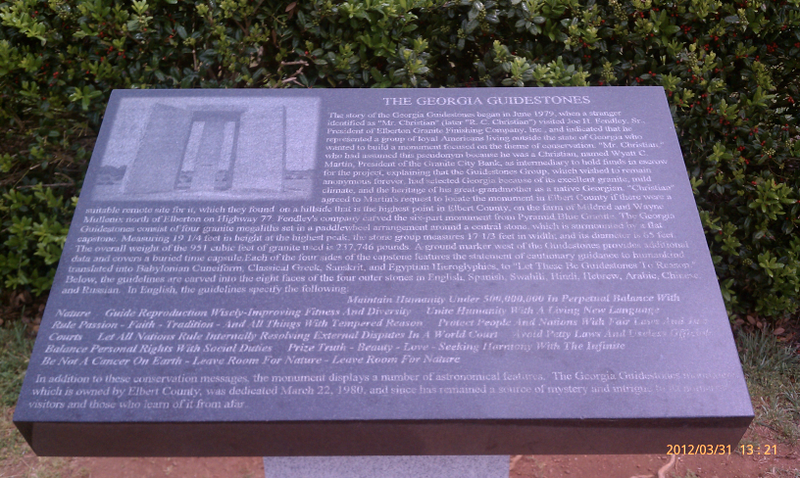 THE GEORGIA GUIDESTONES
The story of the Georgia Guidestones began in June 1979, when a stranger
identified as "Mr. Christian" (later "R. C. Christian") visited Joe H. Fendley, Sr.,
President of Elberton Granite Finishing Company, Inc., and indicated that he
represented a group of loyal Americans living outside the state of Georgia who
wanted to build a monument focused on the theme of conservation. "Mr. Christian,"
who had assumed this pseudonym because he was a Christian, named Wyatt C.
Martin, President of the Granite City Bank, as intermediary to hold funds in escrow
for the project, explaining that the Guidestones Group, which wished to remain
anonymous forever, had selected Georgia because of its excellent granite, mild
climate, and the heritage of his great-grandmother as a native Georgian. "Christian"
agreed to Martin's request to locate the monument in Elbert County if there were a
suitable remote site for it, which they found on a hillside that is the highest point in Elbert County, on the farm of Mildred and Wayne
Mullenix north of Elberton on Highway 77. Fendley's company carved the six-part monument from Pyramid Blue Granite. The Georgia
Guidestones consist of four granite megaliths set in a paddlewheel arrangement around a central stone, which is surmounted by a flat
capstone. Measuring 19 1/4 feet in height at the highest peak, the stone group measures 17 1/3 feet in width, and its diameter is 65 feet.
The overall weight of the 951 cubic feet of granite used is 237,746 pounds. A ground marker west of the Guidestones provides additional
data and covers a buried time capsule.Each of the four sides of the capstone features the statement of cautionary guidance to humankind
translated into Babylonian Cuneiform, Classical Greek, Sanskrit, and Egyptian Hieroglyphics, to "Let These Be Guidestones To Reason."
Below, the guidelines are carved into the eight faces of the four outer stones in English, Spanish, Swahili, Hindi, Hebrew, Arabic, Chinese
and Russian. In English, the guidelines specify the following:
Maintain Humanity Under 500,000,000 In Perpetual Balance With
Nature Guide Reproduction Wisely-Improving Fitness And Diversity Unite Humanity With A Living New Language
Rule Passion - Faith - Tradition - And All Things With Tempered Reason Protect People And Nations With Fair Laws And
Courts Let All Nations Rule Internally Resolving External Disputes In A World Court Avoid Petty Laws And Useless
Balance Personal Rights With Social Duties Prize Truth - Beauty - Love - Seeking Harmony With The Infinite
Be Not A Cancer On Earth - Leave Room For Nature - Leave Room For Nature
In addition to these conservation messages, the monument displays a number of astronomical features. The Georgia Guidestones
which is owned by Elbert County, was dedicated March 22, 1980, and since has remained a source of mystery and intrigue
visitors and those who learn of it from afar.
2012/03/31 13:21